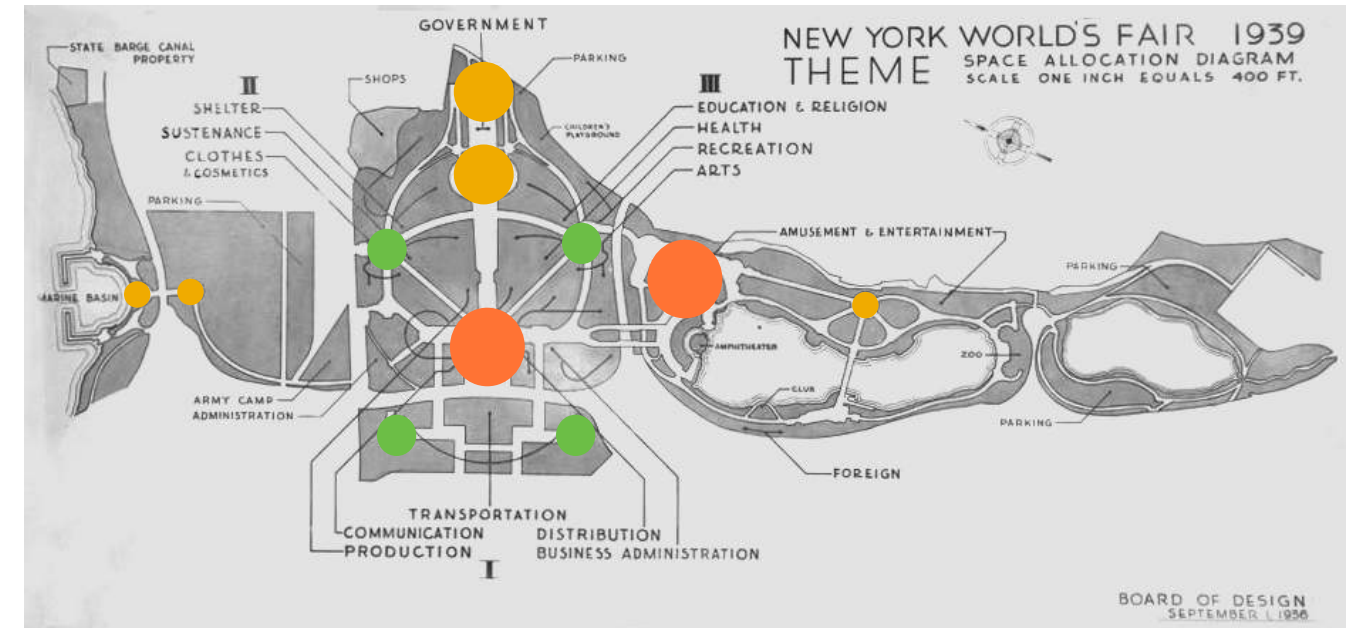 NEW YORK WORLD'S FAIR 1939
THEME SPACE ALLOCATION DIAGRAM
SCALE ONE INCH EQUALS 400 FT.
GOVERNMENT
STATE BARGE CANAL
PROPERTY
II
SHOPS
PARKING
III
SHELTER
SUSTENANCE
CLOTHES
& COSMETICS
CHILDREN'S
PLAYGROUND
EDUCATION & RELIGION
HEALTH
RECREATION
ARTS
PARKING
AMUSEMENT & ENTERTAINMENT
PARKING
MARINE BASIN
AMPHITHEATER
ZOO
CLUB
ARMY CAMP
ADMINISTRATION
PARKING
FOREIGN
TRANSPORTATION
COMMUNICATION
PRODUCTION
DISTRIBUTION
BUSINESS ADMINISTRATION
I
BOARD OF DESIGN
SEPTEMBER 1, 1936